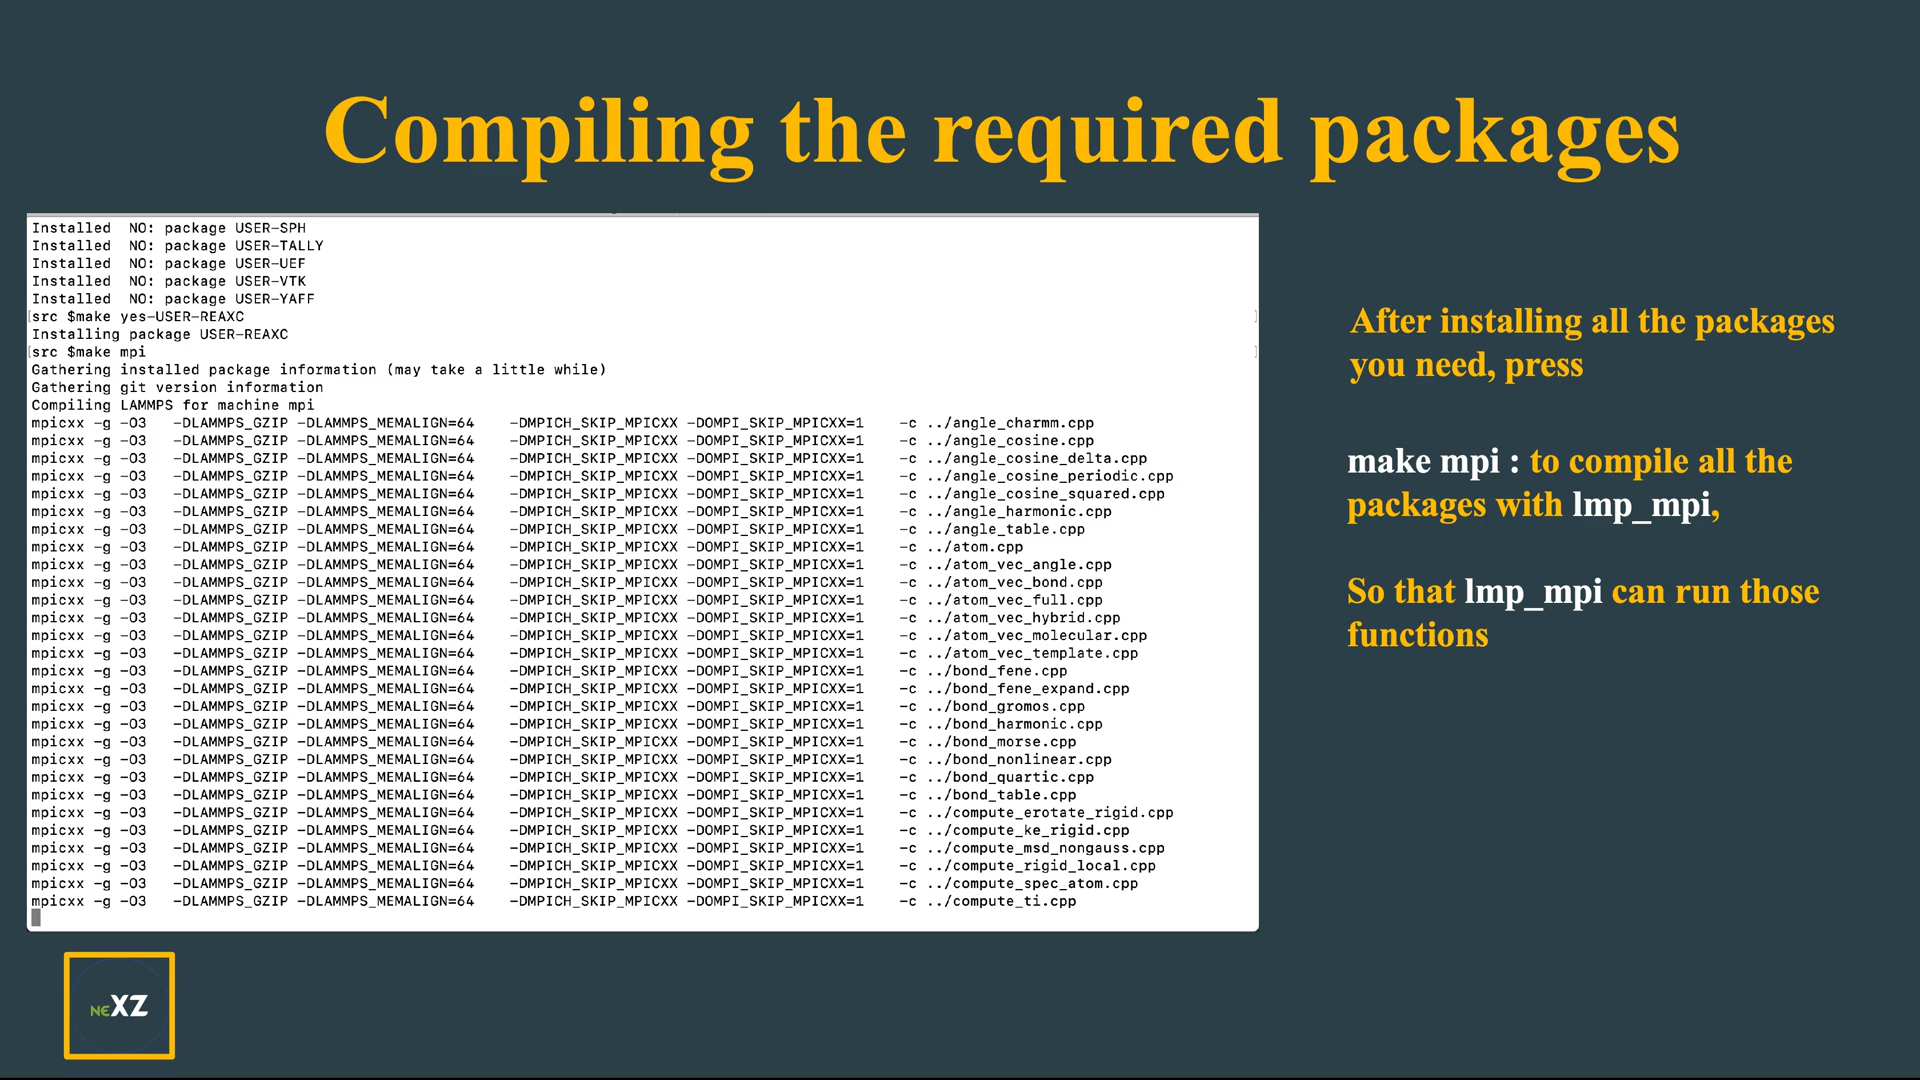 Compiling the required packages
Installed  NO: package USER-SPH
Installed  NO: package USER-TALLY
Installed  NO: package USER-UEF
Installed  NO: package USER-VTK
Installed  NO: package USER-YAFF
[src $make yes-USER-REAXC ]
Installing package USER-REAXC
[src $make mpi ]
Gathering installed package information (may take a little while)
Gathering git version information
Compiling LAMMPS for machine mpi
mpicxx -g -O3   -DLAMMPS_GZIP -DLAMMPS_MEMALIGN=64    -DMPICH_SKIP_MPICXX -DOMPI_SKIP_MPICXX=1    -c ../angle_charmm.cpp
mpicxx -g -O3   -DLAMMPS_GZIP -DLAMMPS_MEMALIGN=64    -DMPICH_SKIP_MPICXX -DOMPI_SKIP_MPICXX=1    -c ../angle_cosine.cpp
mpicxx -g -O3   -DLAMMPS_GZIP -DLAMMPS_MEMALIGN=64    -DMPICH_SKIP_MPICXX -DOMPI_SKIP_MPICXX=1    -c ../angle_cosine_delta.cpp
mpicxx -g -O3   -DLAMMPS_GZIP -DLAMMPS_MEMALIGN=64    -DMPICH_SKIP_MPICXX -DOMPI_SKIP_MPICXX=1    -c ../angle_cosine_periodic.cpp
mpicxx -g -O3   -DLAMMPS_GZIP -DLAMMPS_MEMALIGN=64    -DMPICH_SKIP_MPICXX -DOMPI_SKIP_MPICXX=1    -c ../angle_cosine_squared.cpp
mpicxx -g -O3   -DLAMMPS_GZIP -DLAMMPS_MEMALIGN=64    -DMPICH_SKIP_MPICXX -DOMPI_SKIP_MPICXX=1    -c ../angle_harmonic.cpp
mpicxx -g -O3   -DLAMMPS_GZIP -DLAMMPS_MEMALIGN=64    -DMPICH_SKIP_MPICXX -DOMPI_SKIP_MPICXX=1    -c ../angle_table.cpp
mpicxx -g -O3   -DLAMMPS_GZIP -DLAMMPS_MEMALIGN=64    -DMPICH_SKIP_MPICXX -DOMPI_SKIP_MPICXX=1    -c ../atom.cpp
mpicxx -g -O3   -DLAMMPS_GZIP -DLAMMPS_MEMALIGN=64    -DMPICH_SKIP_MPICXX -DOMPI_SKIP_MPICXX=1    -c ../atom_vec_angle.cpp
mpicxx -g -O3   -DLAMMPS_GZIP -DLAMMPS_MEMALIGN=64    -DMPICH_SKIP_MPICXX -DOMPI_SKIP_MPICXX=1    -c ../atom_vec_bond.cpp
mpicxx -g -O3   -DLAMMPS_GZIP -DLAMMPS_MEMALIGN=64    -DMPICH_SKIP_MPICXX -DOMPI_SKIP_MPICXX=1    -c ../atom_vec_full.cpp
mpicxx -g -O3   -DLAMMPS_GZIP -DLAMMPS_MEMALIGN=64    -DMPICH_SKIP_MPICXX -DOMPI_SKIP_MPICXX=1    -c ../atom_vec_hybrid.cpp
mpicxx -g -O3   -DLAMMPS_GZIP -DLAMMPS_MEMALIGN=64    -DMPICH_SKIP_MPICXX -DOMPI_SKIP_MPICXX=1    -c ../atom_vec_molecular.cpp
mpicxx -g -O3   -DLAMMPS_GZIP -DLAMMPS_MEMALIGN=64    -DMPICH_SKIP_MPICXX -DOMPI_SKIP_MPICXX=1    -c ../atom_vec_template.cpp
mpicxx -g -O3   -DLAMMPS_GZIP -DLAMMPS_MEMALIGN=64    -DMPICH_SKIP_MPICXX -DOMPI_SKIP_MPICXX=1    -c ../bond_fene.cpp
mpicxx -g -O3   -DLAMMPS_GZIP -DLAMMPS_MEMALIGN=64    -DMPICH_SKIP_MPICXX -DOMPI_SKIP_MPICXX=1    -c ../bond_fene_expand.cpp
mpicxx -g -O3   -DLAMMPS_GZIP -DLAMMPS_MEMALIGN=64    -DMPICH_SKIP_MPICXX -DOMPI_SKIP_MPICXX=1    -c ../bond_gromos.cpp
mpicxx -g -O3   -DLAMMPS_GZIP -DLAMMPS_MEMALIGN=64    -DMPICH_SKIP_MPICXX -DOMPI_SKIP_MPICXX=1    -c ../bond_harmonic.cpp
mpicxx -g -O3   -DLAMMPS_GZIP -DLAMMPS_MEMALIGN=64    -DMPICH_SKIP_MPICXX -DOMPI_SKIP_MPICXX=1    -c ../bond_morse.cpp
mpicxx -g -O3   -DLAMMPS_GZIP -DLAMMPS_MEMALIGN=64    -DMPICH_SKIP_MPICXX -DOMPI_SKIP_MPICXX=1    -c ../bond_nonlinear.cpp
mpicxx -g -O3   -DLAMMPS_GZIP -DLAMMPS_MEMALIGN=64    -DMPICH_SKIP_MPICXX -DOMPI_SKIP_MPICXX=1    -c ../bond_quartic.cpp
mpicxx -g -O3   -DLAMMPS_GZIP -DLAMMPS_MEMALIGN=64    -DMPICH_SKIP_MPICXX -DOMPI_SKIP_MPICXX=1    -c ../bond_table.cpp
mpicxx -g -O3   -DLAMMPS_GZIP -DLAMMPS_MEMALIGN=64    -DMPICH_SKIP_MPICXX -DOMPI_SKIP_MPICXX=1    -c ../compute_erotate_rigid.cpp
mpicxx -g -O3   -DLAMMPS_GZIP -DLAMMPS_MEMALIGN=64    -DMPICH_SKIP_MPICXX -DOMPI_SKIP_MPICXX=1    -c ../compute_ke_rigid.cpp
mpicxx -g -O3   -DLAMMPS_GZIP -DLAMMPS_MEMALIGN=64    -DMPICH_SKIP_MPICXX -DOMPI_SKIP_MPICXX=1    -c ../compute_msd_nongauss.cpp
mpicxx -g -O3   -DLAMMPS_GZIP -DLAMMPS_MEMALIGN=64    -DMPICH_SKIP_MPICXX -DOMPI_SKIP_MPICXX=1    -c ../compute_rigid_local.cpp
mpicxx -g -O3   -DLAMMPS_GZIP -DLAMMPS_MEMALIGN=64    -DMPICH_SKIP_MPICXX -DOMPI_SKIP_MPICXX=1    -c ../compute_spec_atom.cpp
mpicxx -g -O3   -DLAMMPS_GZIP -DLAMMPS_MEMALIGN=64    -DMPICH_SKIP_MPICXX -DOMPI_SKIP_MPICXX=1    -c ../compute_ti.cpp
After installing all the packages
you need, press
make mpi : to compile all the
packages with lmp_mpi,
So that lmp_mpi can run those
functions
NEXZ